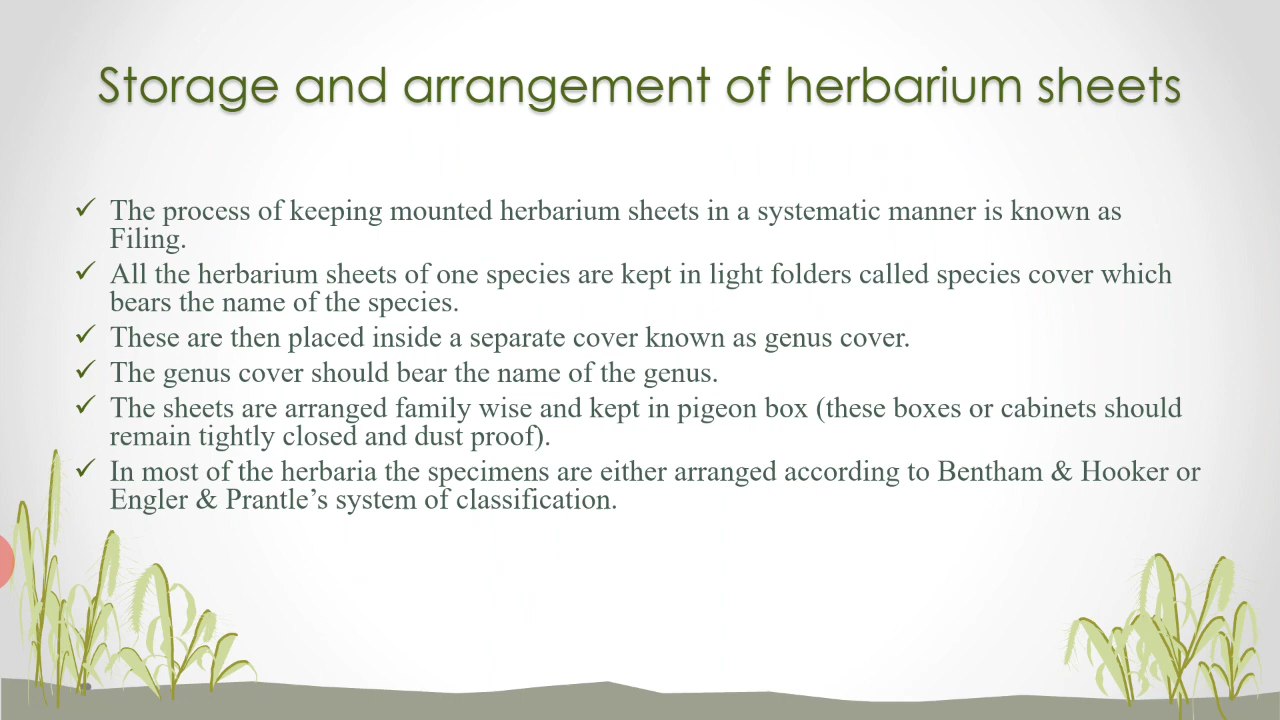 Storage and arrangement of herbarium sheets
✓ The process of keeping mounted herbarium sheets in a systematic manner is known as
Filing.
✓ All the herbarium sheets of one species are kept in light folders called species cover which
bears the name of the species.
✓ These are then placed inside a separate cover known as genus cover.
✓ The genus cover should bear the name of the genus.
✓ The sheets are arranged family wise and kept in pigeon box (these boxes or cabinets should
remain tightly closed and dust proof).
✓ In most of the herbaria the specimens are either arranged according to Bentham & Hooker or
Engler & Prantle’s system of classification.